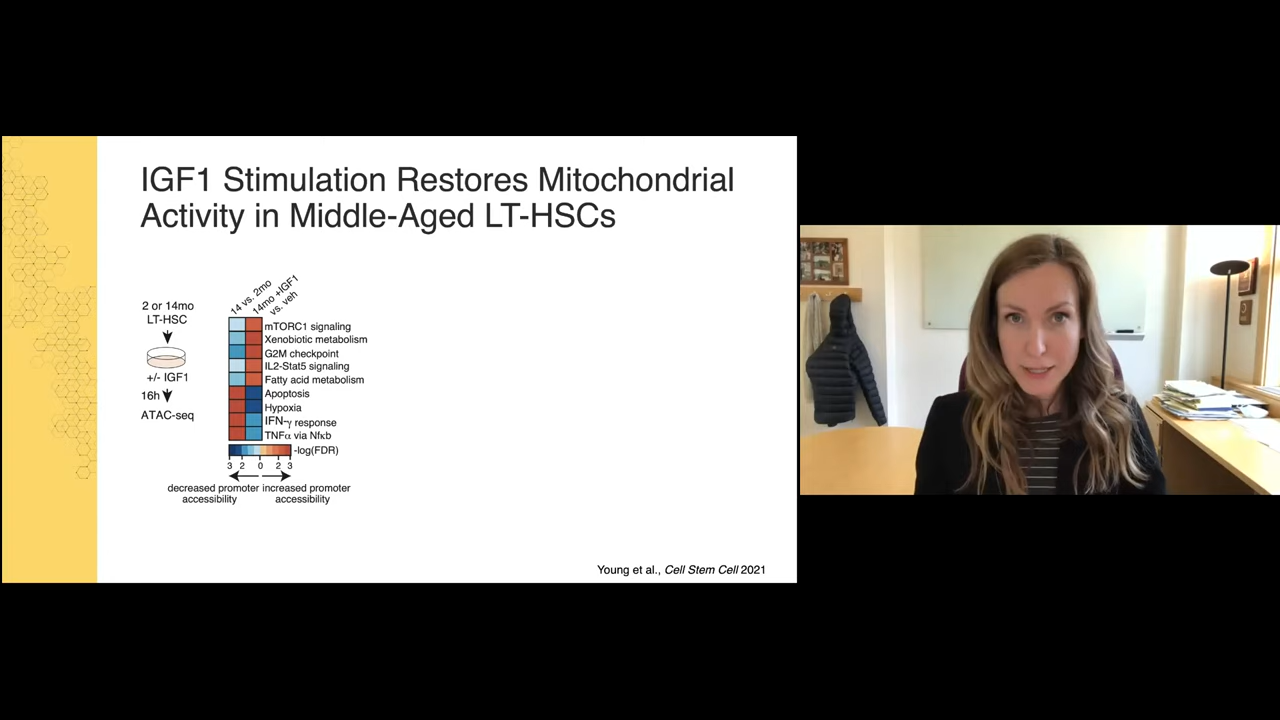 IGF1 Stimulation Restores Mitochondrial
Activity in Middle-Aged LT-HSCs
2 or 14mo
LT-HSC
+/- IGF1
16h
ATAC-seq
14 vs. 2mo
14mo +IGF1
vs. veh
mTORC1 signaling
Xenobiotic metabolism
G2M checkpoint
IL2-Stat5 signaling
Fatty acid metabolism
Apoptosis
Hypoxia
IFN-γ response
TNFα via Nfκb
-log(FDR)
3 2 0 2 3
decreased promoter
accessibility
increased promoter
accessibility
Young et al., Cell Stem Cell 2021